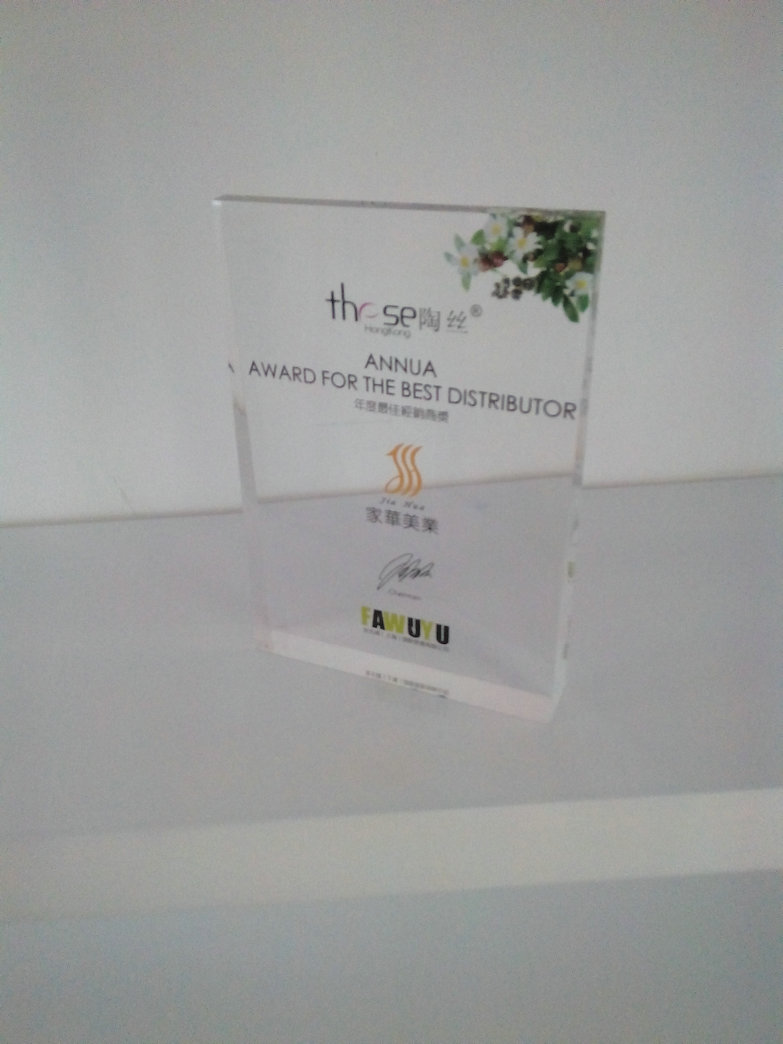 those陶丝®
HongKong
ANNUA
AWARD FOR THE BEST DISTRIBUTOR
年度最佳經銷商獎
Jia Hua
家華美業
Chairman
FAWUYU